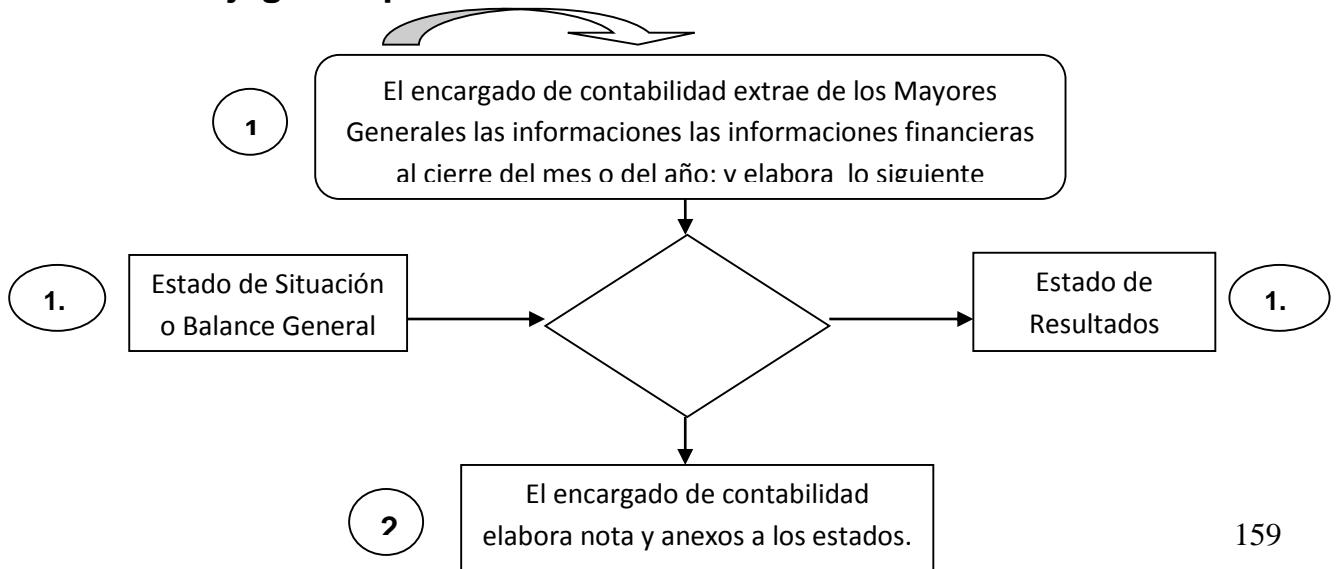 1
El encargado de contabilidad extrae de los Mayores
Generales las informaciones las informaciones financieras
al cierre del mes o del año; y elabora lo siguiente
1.
Estado de Situación
o Balance General
Estado de
Resultados
1.
2
El encargado de contabilidad
elabora nota y anexos a los estados.
159